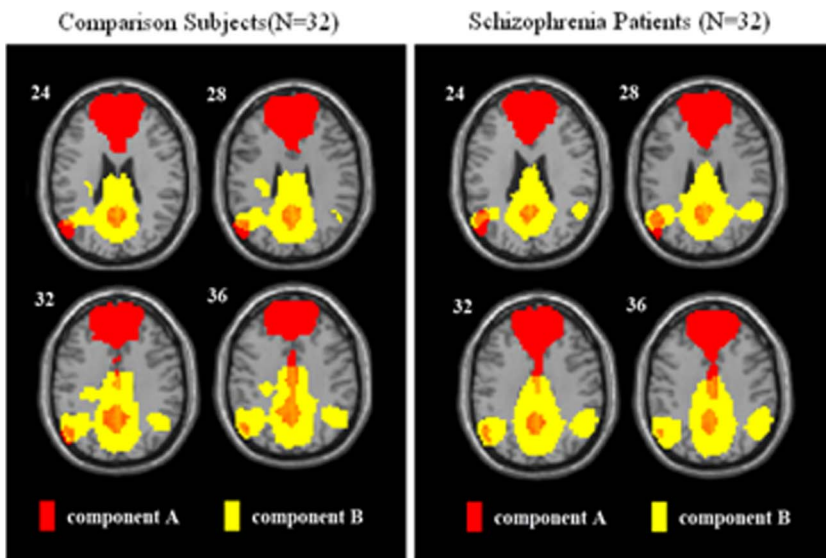 Comparison Subjects(N=32)
24
28
32
36
component A
component B
Schizophrenia Patients (N=32)
24
28
32
36
component A
component B